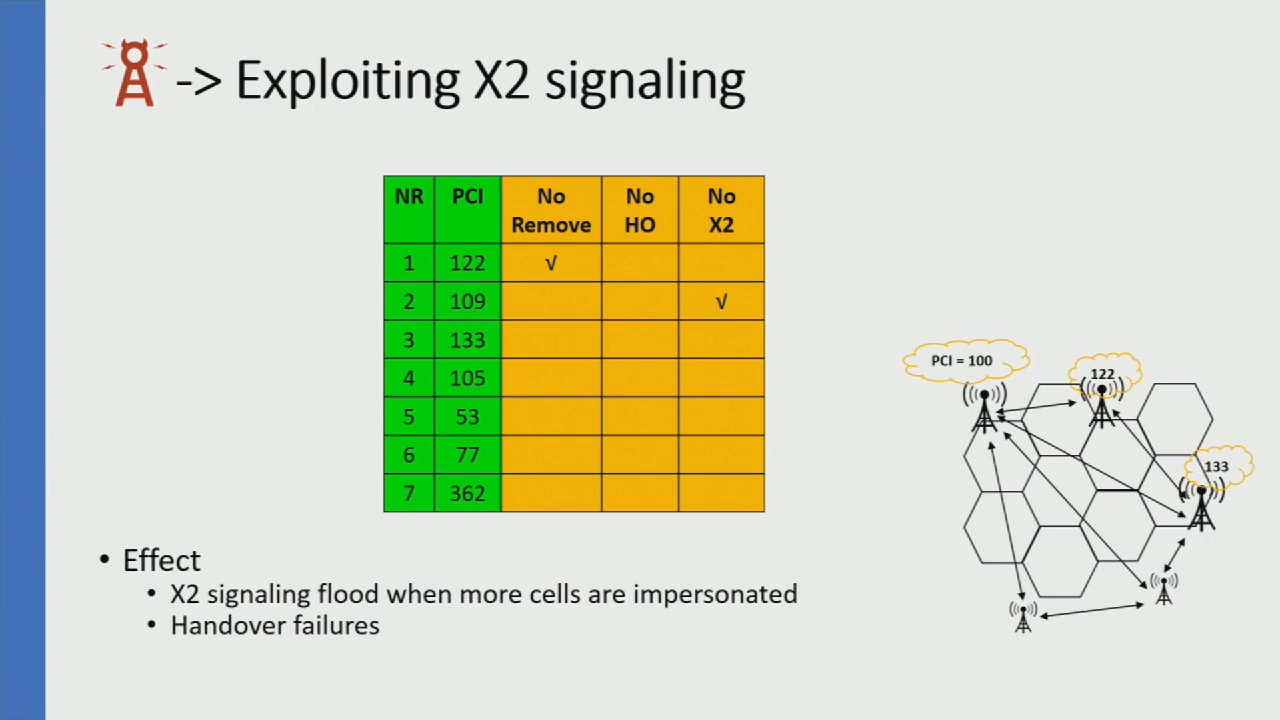 -> Exploiting X2 signaling
NR PCI No Remove No HO No X2
1 122 √
2 109 √
3 133
4 105
5 53
6 77
7 362
PCI = 100
122
133
• Effect
• X2 signaling flood when more cells are impersonated
• Handover failures